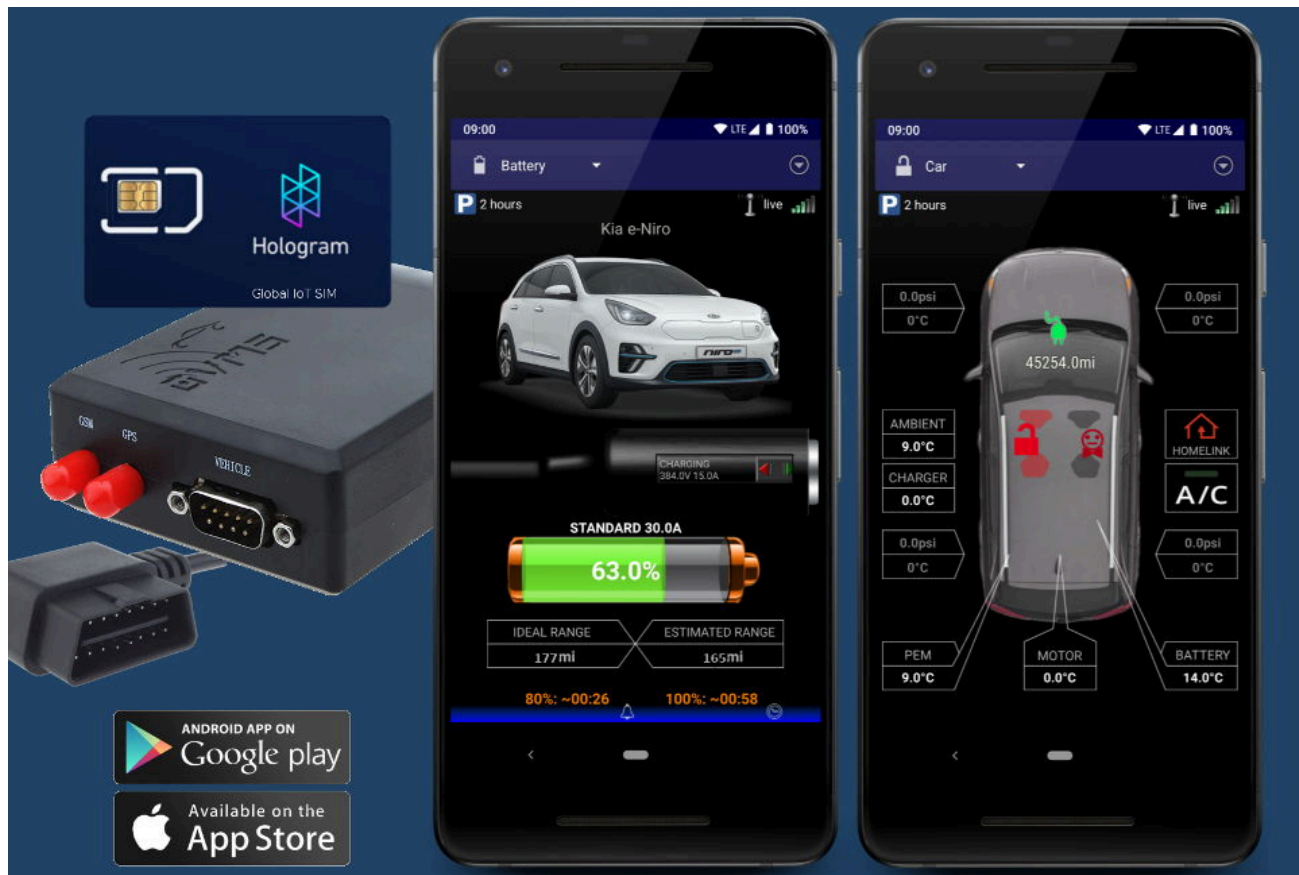 Hologram
Global IoT SIM
OVMS
GSM
GPS
VEHICLE
ANDROID APP ON
Google play
Available on the
App Store
09:00
LTE
100%
Battery
P 2 hours
live
Kia e-Niro
niro
CHARGING
384.0V 15.0A
STANDARD 30.0A
63.0%
IDEAL RANGE
177mi
ESTIMATED RANGE
165mi
80%: ~00:26
100%: ~00:58
09:00
LTE
100%
Car
P 2 hours
live
0.0psi
0°C
0.0psi
0°C
45254.0mi
AMBIENT
9.0°C
CHARGER
0.0°C
HOMELINK
A/C
0.0psi
0°C
0.0psi
0°C
PEM
9.0°C
MOTOR
0.0°C
BATTERY
14.0°C